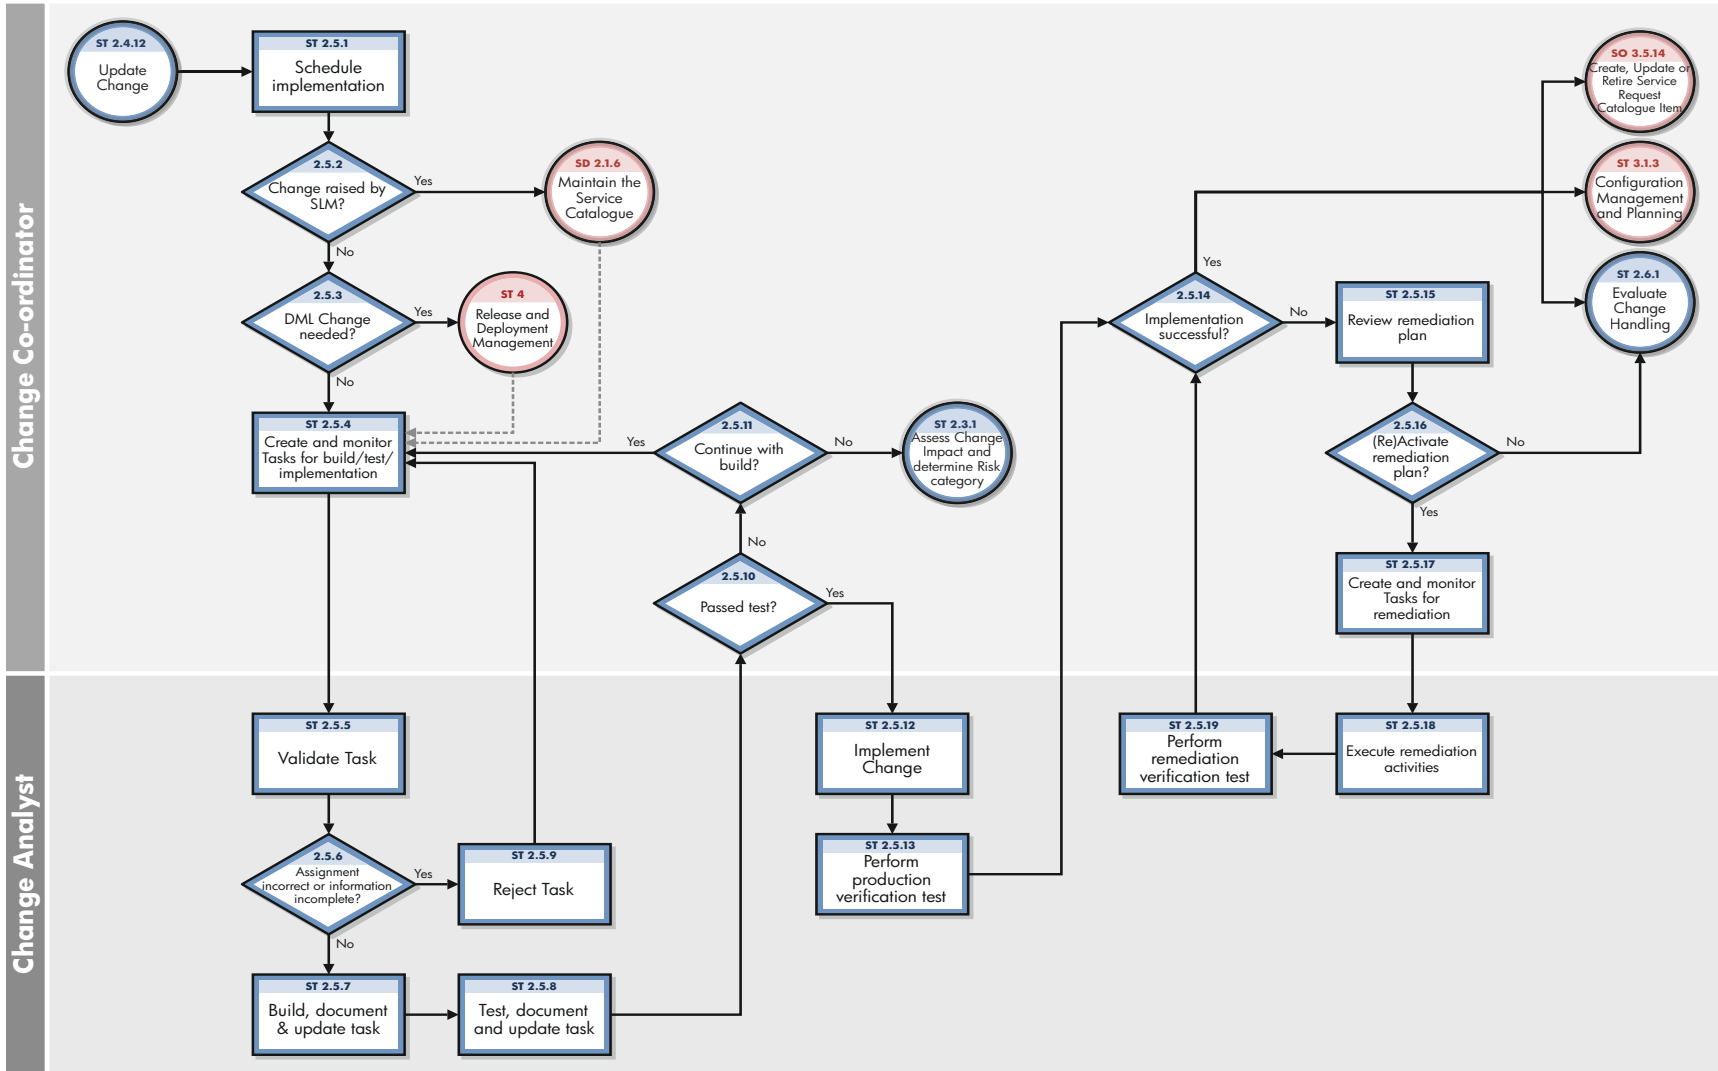 Change Co-ordinator
ST 2.4.12
Update
Change
ST 2.5.1
Schedule
implementation
2.5.2
Change raised by
SLM?
Yes
No
SD 2.1.6
Maintain the
Service
Catalogue
2.5.3
DML Change
needed?
Yes
No
ST 4
Release and
Deployment
Management
ST 2.5.4
Create and monitor
Tasks for build/test/
implementation
Yes
2.5.11
Continue with
build?
No
ST 2.3.1
Assess Change
Impact and
determine Risk
category
No
2.5.10
Passed test?
Yes
SO 3.5.14
Create, Update or
Retire Service
Request
Catalogue Item
ST 3.1.3
Configuration
Management
and Planning
ST 2.6.1
Evaluate
Change
Handling
Yes
2.5.14
Implementation
successful?
No
ST 2.5.15
Review remediation
plan
2.5.16
(Re)Activate
remediation
plan?
No
Yes
ST 2.5.17
Create and monitor
Tasks for
remediation
Change Analyst
ST 2.5.5
Validate Task
2.5.6
Assignment
incorrect or information
incomplete?
Yes
No
ST 2.5.9
Reject Task
ST 2.5.7
Build, document
& update task
ST 2.5.8
Test, document
and update task
ST 2.5.12
Implement
Change
ST 2.5.13
Perform
production
verification test
ST 2.5.19
Perform
remediation
verification test
ST 2.5.18
Execute remediation
activities